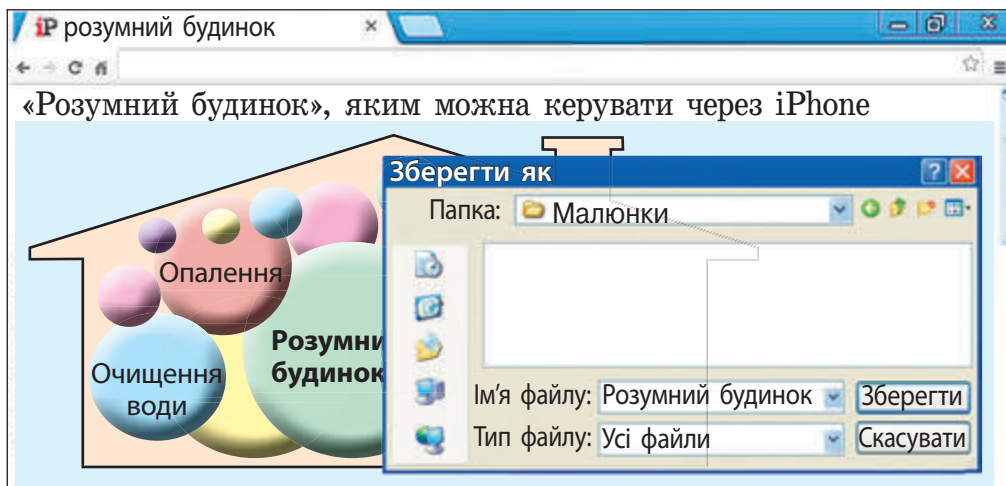 iP розумний будинок
«Розумний будинок», яким можна керувати через iPhone
Зберегти як
Папка: Малюнки
Опалення
Розумни
будинок
Очищення
води
Ім'я файлу: Розумний будинок Зберегти
Тип файлу: Усі файли Скасувати